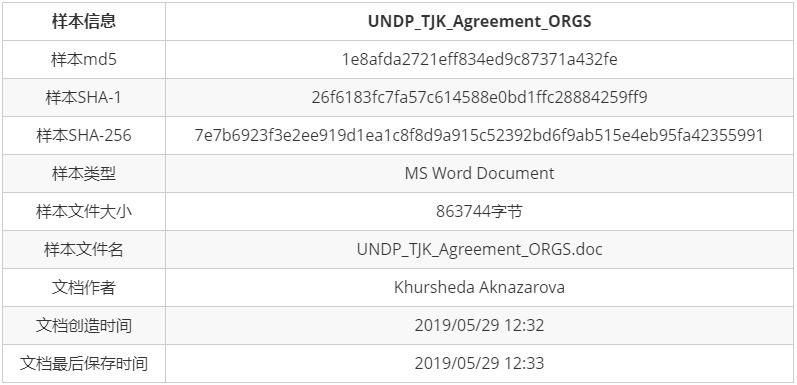 样本信息 UNDP_TJK_Agreement_ORGS
样本md5 1e8afda2721eff834ed9c87371a432fe
样本SHA-1 26f6183fc7fa57c614588e0bd1ffc28884259ff9
样本SHA-256 7e7b6923f3e2ee919d1ea1c8f8d9a915c52392bd6f9ab515e4eb95fa42355991
样本类型 MS Word Document
样本文件大小 863744字节
样本文件名 UNDP_TJK_Agreement_ORGS.doc
文档作者 Khursheda Aknazarova
文档创造时间 2019/05/29 12:32
文档最后保存时间 2019/05/29 12:33